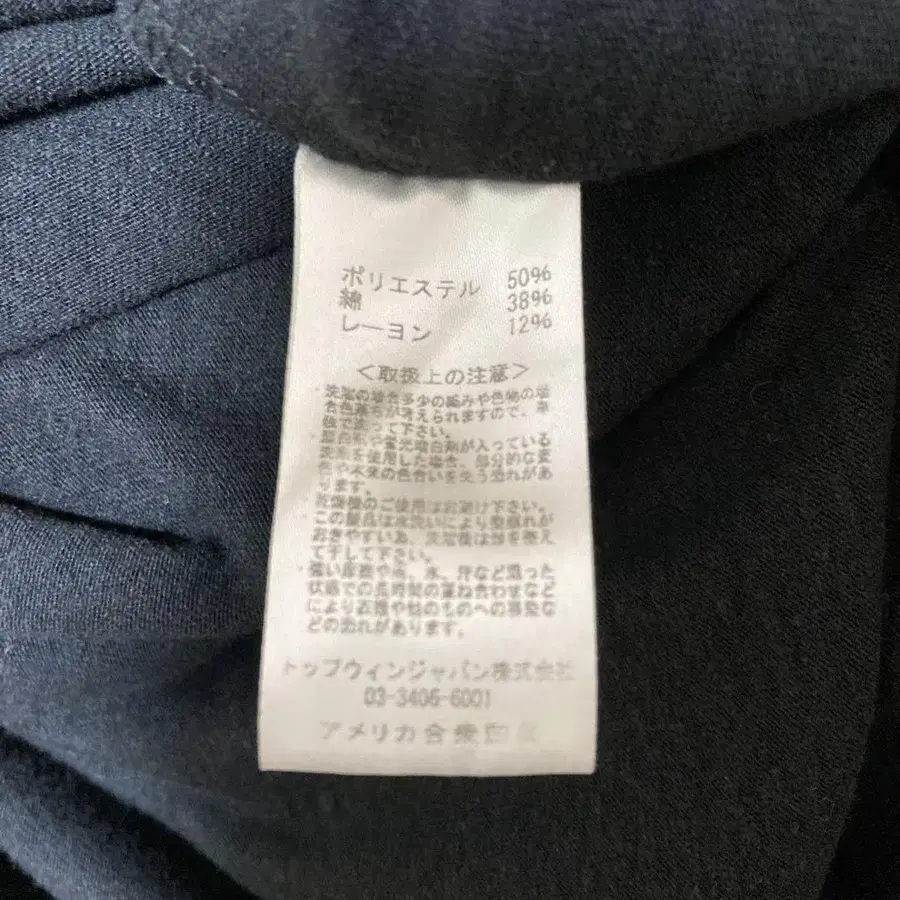 ポリエステル 50%
綿 38%
レーヨン 12%
<取扱上の注意>
・洗濯の場合多少の縮みや色物の場
合色落ちが考えられますので、単
独で洗って下さい。
・蛍光増白剤が入っている
洗剤を使用した場合、部分的な変
色や本来の色合いを失う恐れがあ
ります。
・乾燥機のご使用はお避け下さい。
・この製品は水洗いにより型崩れが
おきやすい為、洗濯後は形を整え
て干して下さい。
・強い摩擦や雨、水、汗など湿った
状態での長時間の重ね合わせなど
により衣服や他のものへの移染な
どの恐れがあります。
トップウィンジャパン株式会社
03-3406-6001
アメリカ合衆国製